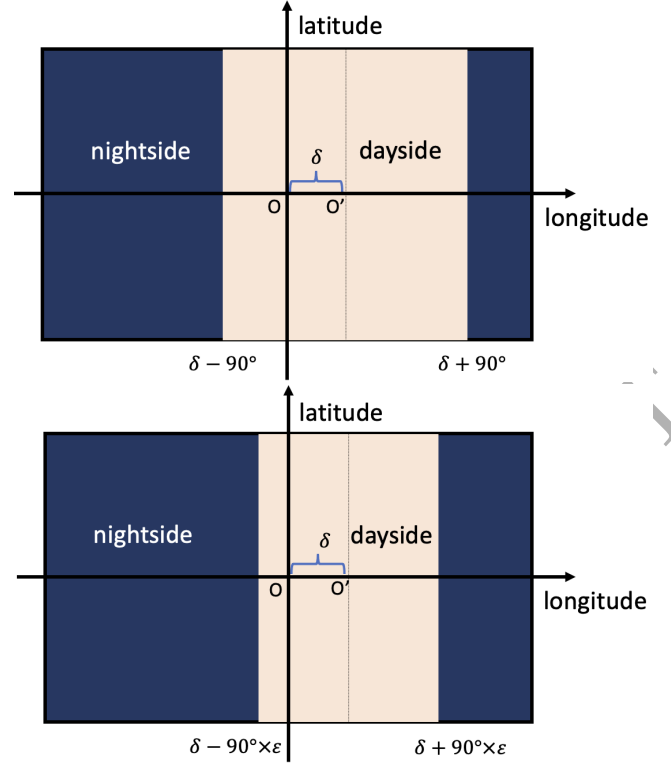 latitude
nightside
δ
dayside
O
O’
longitude
δ − 90°
δ + 90°
latitude
nightside
δ
dayside
O
O’
longitude
δ − 90°×ε
δ + 90°×ε